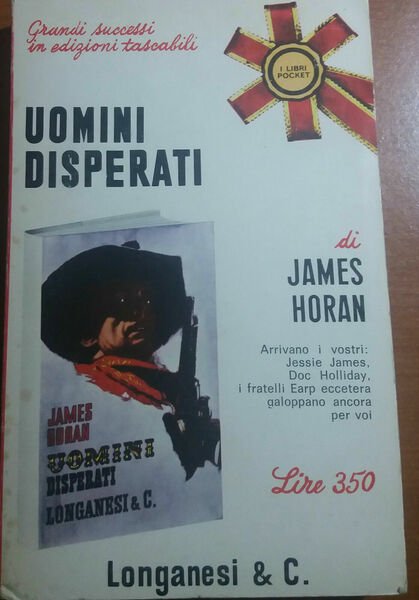 Grandi successi
in edizioni tascabili
I LIBRI
POCKET
UOMINI
DISPERATI
di
JAMES
HORAN
Arrivano i vostri:
Jessie James,
Doc Holliday,
i fratelli Earp eccetera
galoppano ancora
per voi
JAMES
HORAN
UOMINI
DISPERATI
LONGANESI & C.
Lire 350
Longanesi & C.